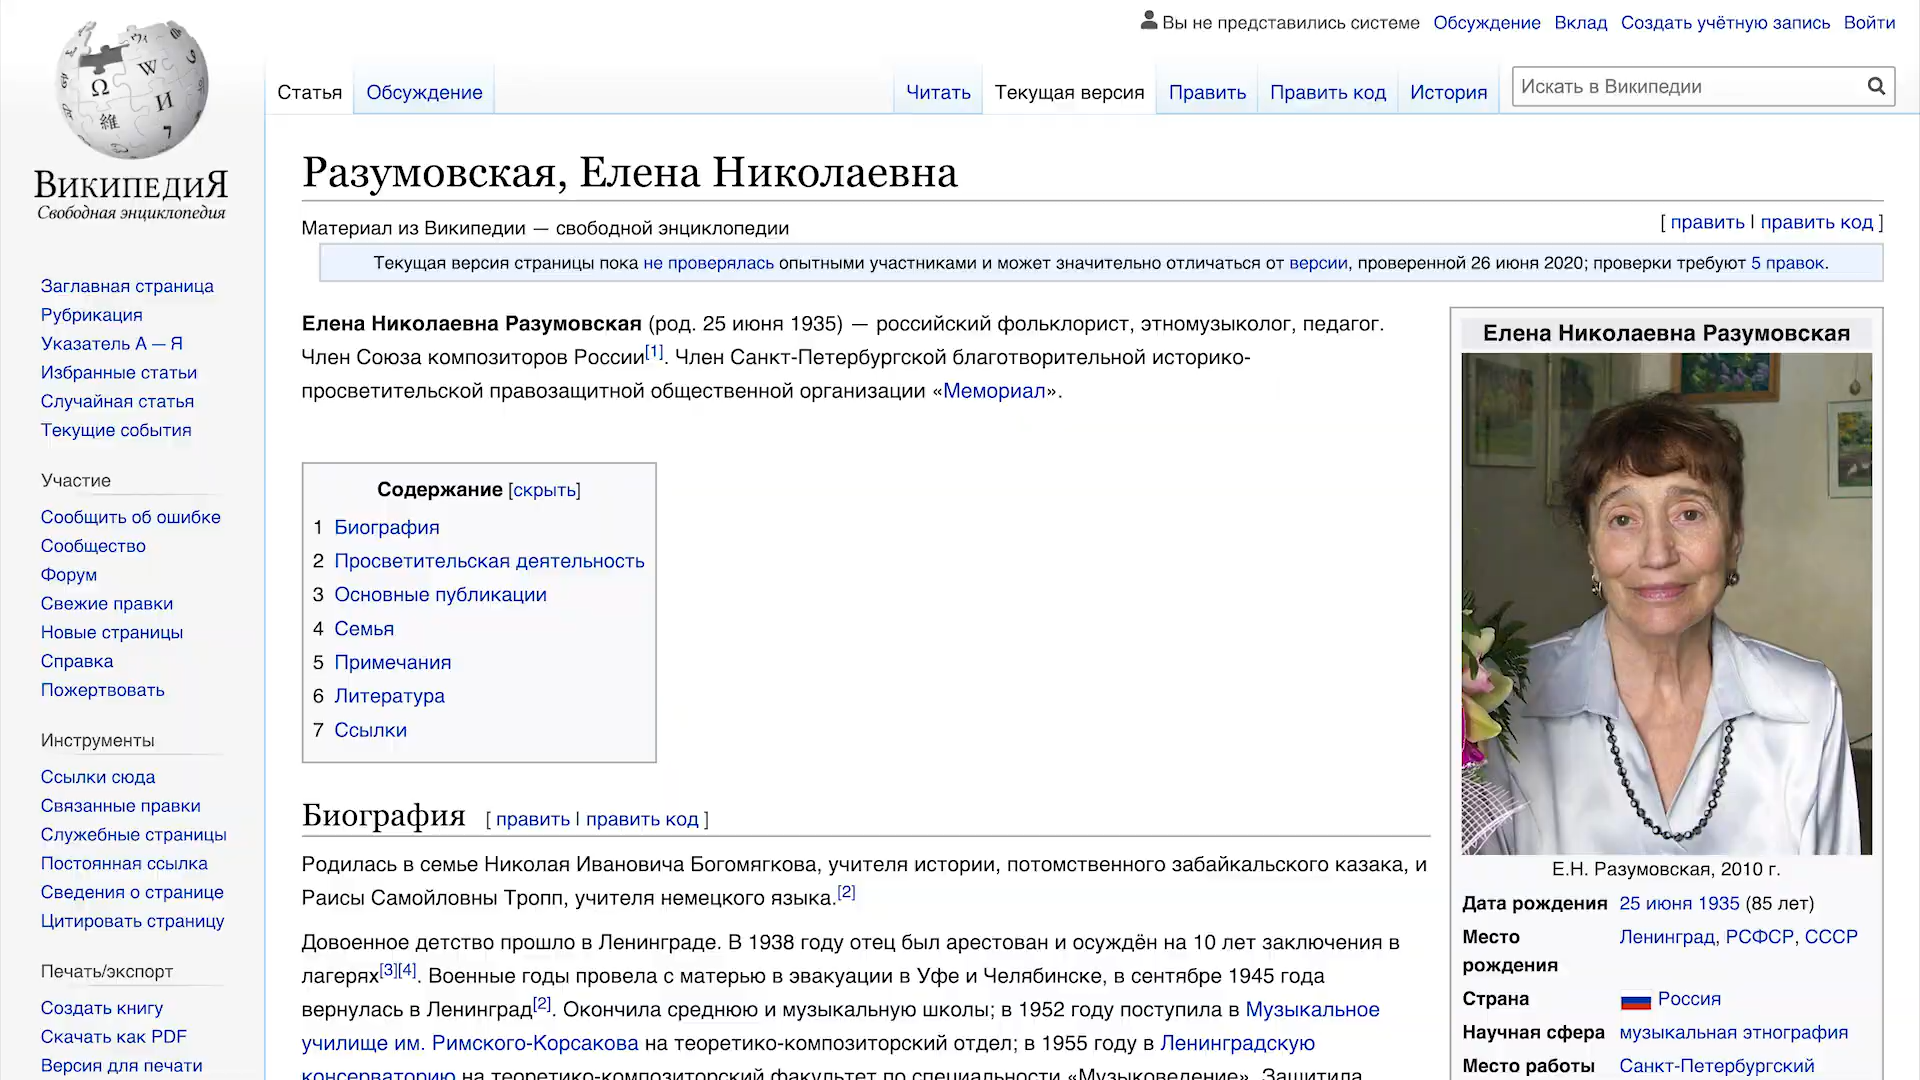 Вы не представились системе Обсуждение Вклад Создать учётную запись Войти
Статья Обсуждение Читать Текущая версия Править Править код История Искать в Википедии
ВикипедиЯ
Свободная энциклопедия
Заглавная страница
Рубрикация
Указатель А — Я
Избранные статьи
Случайная статья
Текущие события
Участие
Сообщить об ошибке
Сообщество
Форум
Свежие правки
Новые страницы
Справка
Пожертвовать
Инструменты
Ссылки сюда
Связанные правки
Служебные страницы
Постоянная ссылка
Сведения о странице
Цитировать страницу
Печать/экспорт
Создать книгу
Скачать как PDF
Версия для печати
Разумовская, Елена Николаевна
Материал из Википедии — свободной энциклопедии
[ править | править код ]
Текущая версия страницы пока не проверялась опытными участниками и может значительно отличаться от версии, проверенной 26 июня 2020; проверки требуют 5 правок.
Елена Николаевна Разумовская (род. 25 июня 1935) — российский фольклорист, этномузыколог, педагог.
Член Союза композиторов России[1]. Член Санкт-Петербургской благотворительной историко-
просветительской правозащитной общественной организации «Мемориал».
Содержание [скрыть]
1 Биография
2 Просветительская деятельность
3 Основные публикации
4 Семья
5 Примечания
6 Литература
7 Ссылки
Биография [ править | править код ]
Родилась в семье Николая Ивановича Богомягкова, учителя истории, потомственного забайкальского казака, и
Раисы Самойловны Тропп, учителя немецкого языка.[2]
Довоенное детство прошло в Ленинграде. В 1938 году отец был арестован и осуждён на 10 лет заключения в
лагерях[3][4]. Военные годы провела с матерью в эвакуации в Уфе и Челябинске, в сентябре 1945 года
вернулась в Ленинград[2]. Окончила среднюю и музыкальную школы; в 1952 году поступила в Музыкальное
училище им. Римского-Корсакова на теоретико-композиторский отдел; в 1955 году в Ленинградскую
консерваторию на теоретико-композиторский факультет по специальности «Музыковедение». Защитила
Елена Николаевна Разумовская
Е.Н. Разумовская, 2010 г.
Дата рождения 25 июня 1935 (85 лет)
Место рождения Ленинград, РСФСР, СССР
Страна Россия
Научная сфера музыкальная этнография
Место работы Санкт-Петербургский